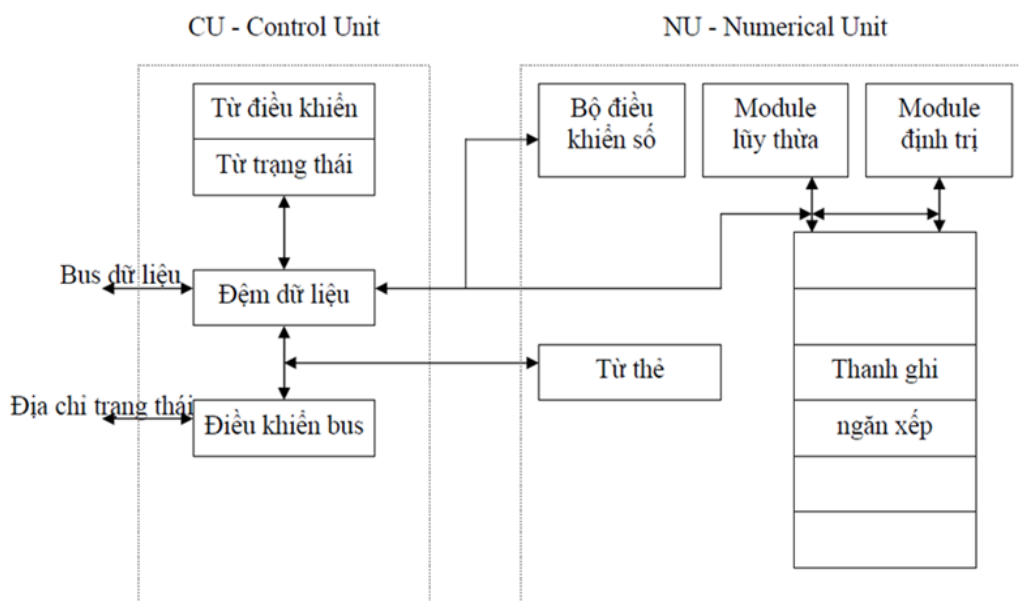 CU - Control Unit
NU - Numerical Unit
Từ điều khiển
Từ trạng thái
Bộ điều
khiển số
Module
lũy thừa
Module
định trị
Bus dữ liệu
Đệm dữ liệu
Từ thẻ
Thanh ghi
ngăn xếp
Địa chỉ trạng thái
Điều khiển bus